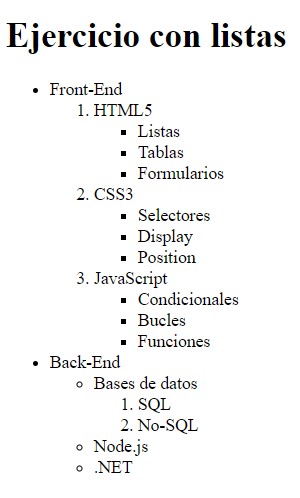 Ejercicio con listas
• Front-End
1. HTML5
▪ Listas
▪ Tablas
▪ Formularios
2. CSS3
▪ Selectores
▪ Display
▪ Position
3. JavaScript
▪ Condicionales
▪ Bucles
▪ Funciones
• Back-End
◦ Bases de datos
1. SQL
2. No-SQL
◦ Node.js
◦ .NET